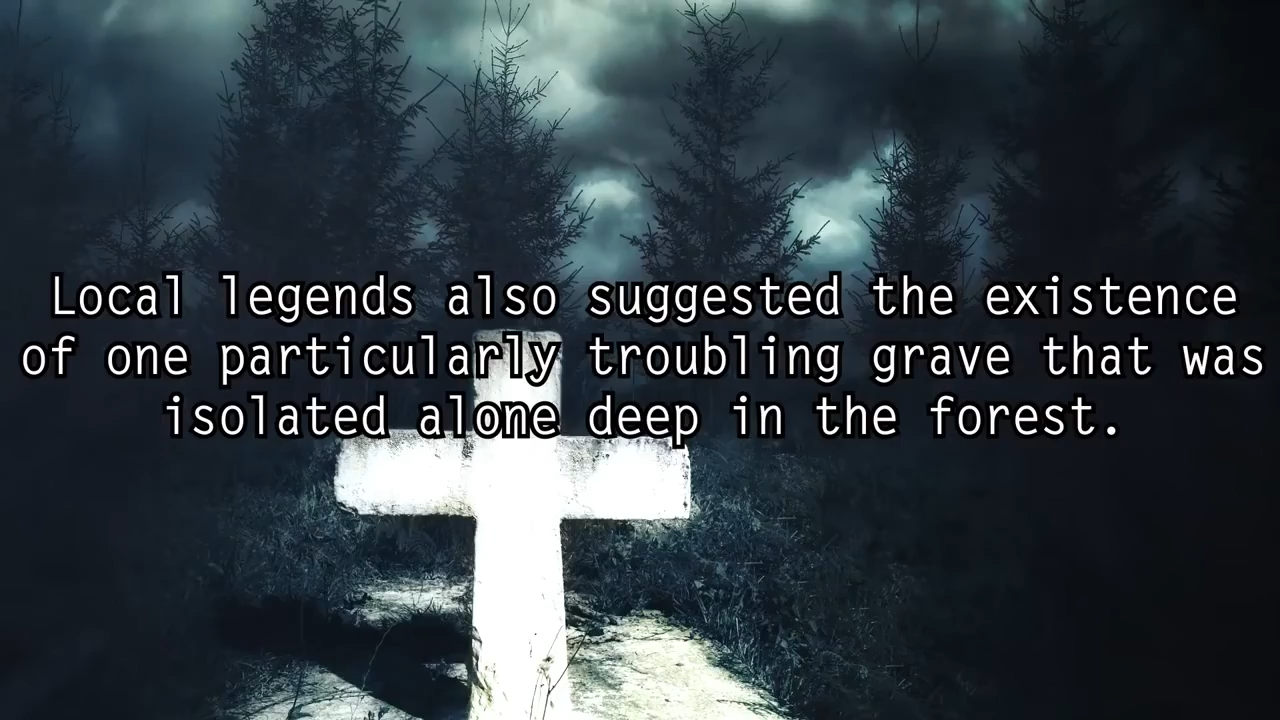 Local legends also suggested the existence
of one particularly troubling grave that was
isolated alone deep in the forest.